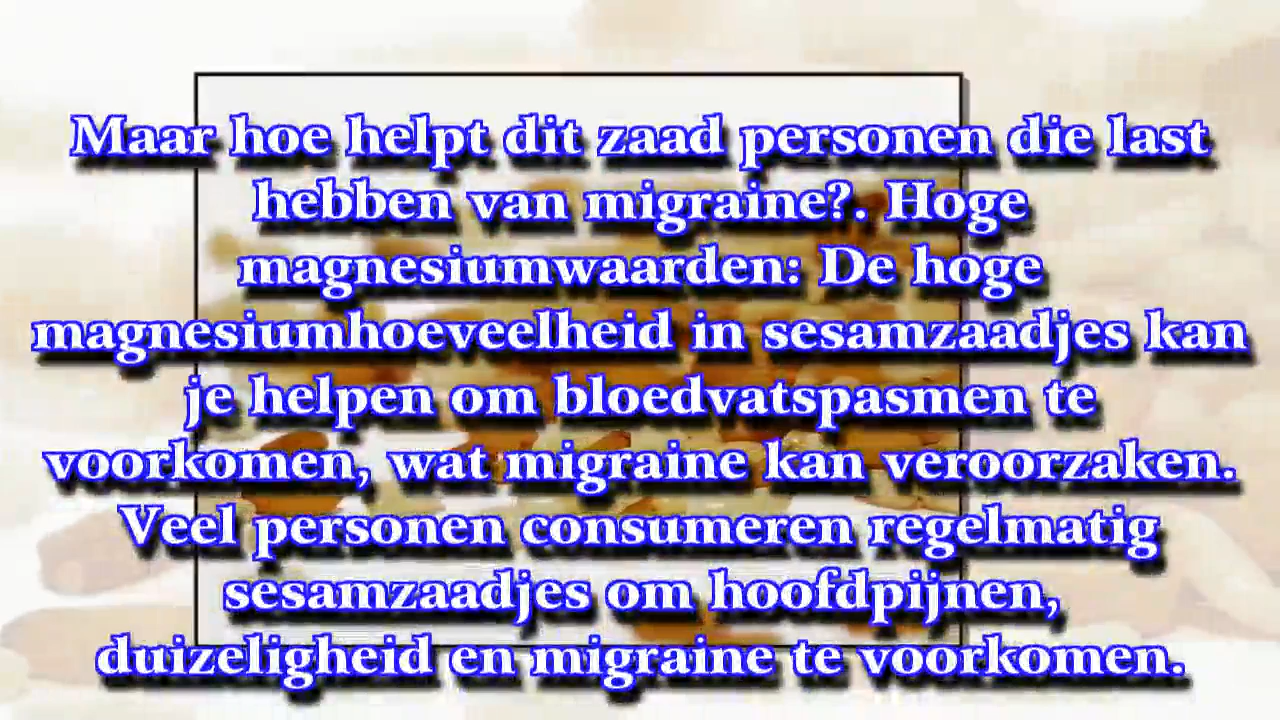 Maar hoe helpt dit zaad personen die last
hebben van migraine?. Hoge
magnesiumwaarden: De hoge
magnesiumhoeveelheid in sesamzaadjes kan
je helpen om bloedvatspasmen te
voorkomen, wat migraine kan veroorzaken.
Veel personen consumeren regelmatig
sesamzaadjes om hoofdpijnen,
duizeligheid en migraine te voorkomen.